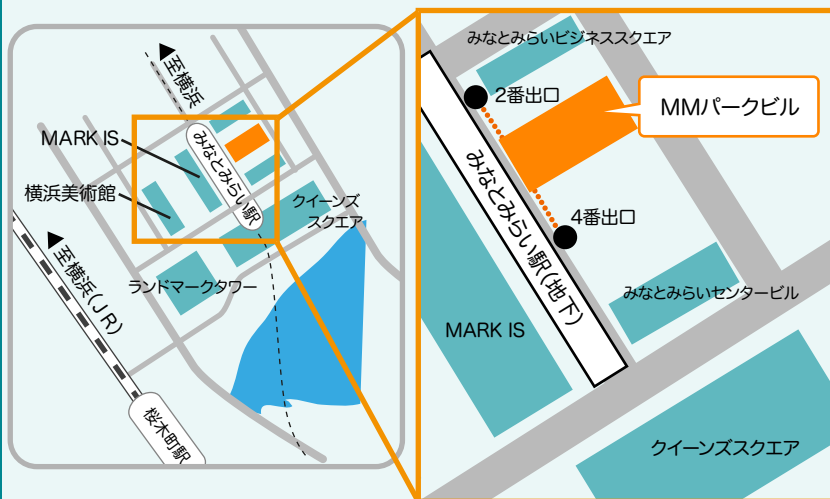 至横浜
MARK IS
みなとみらい駅
横浜美術館
クイーンズ
スクエア
至横浜(JR)
ランドマークタワー
桜木町駅
みなとみらいビジネススクエア
2番出口
MMパークビル
みなとみらい駅(地下)
4番出口
みなとみらいセンタービル
MARK IS
クイーンズスクエア